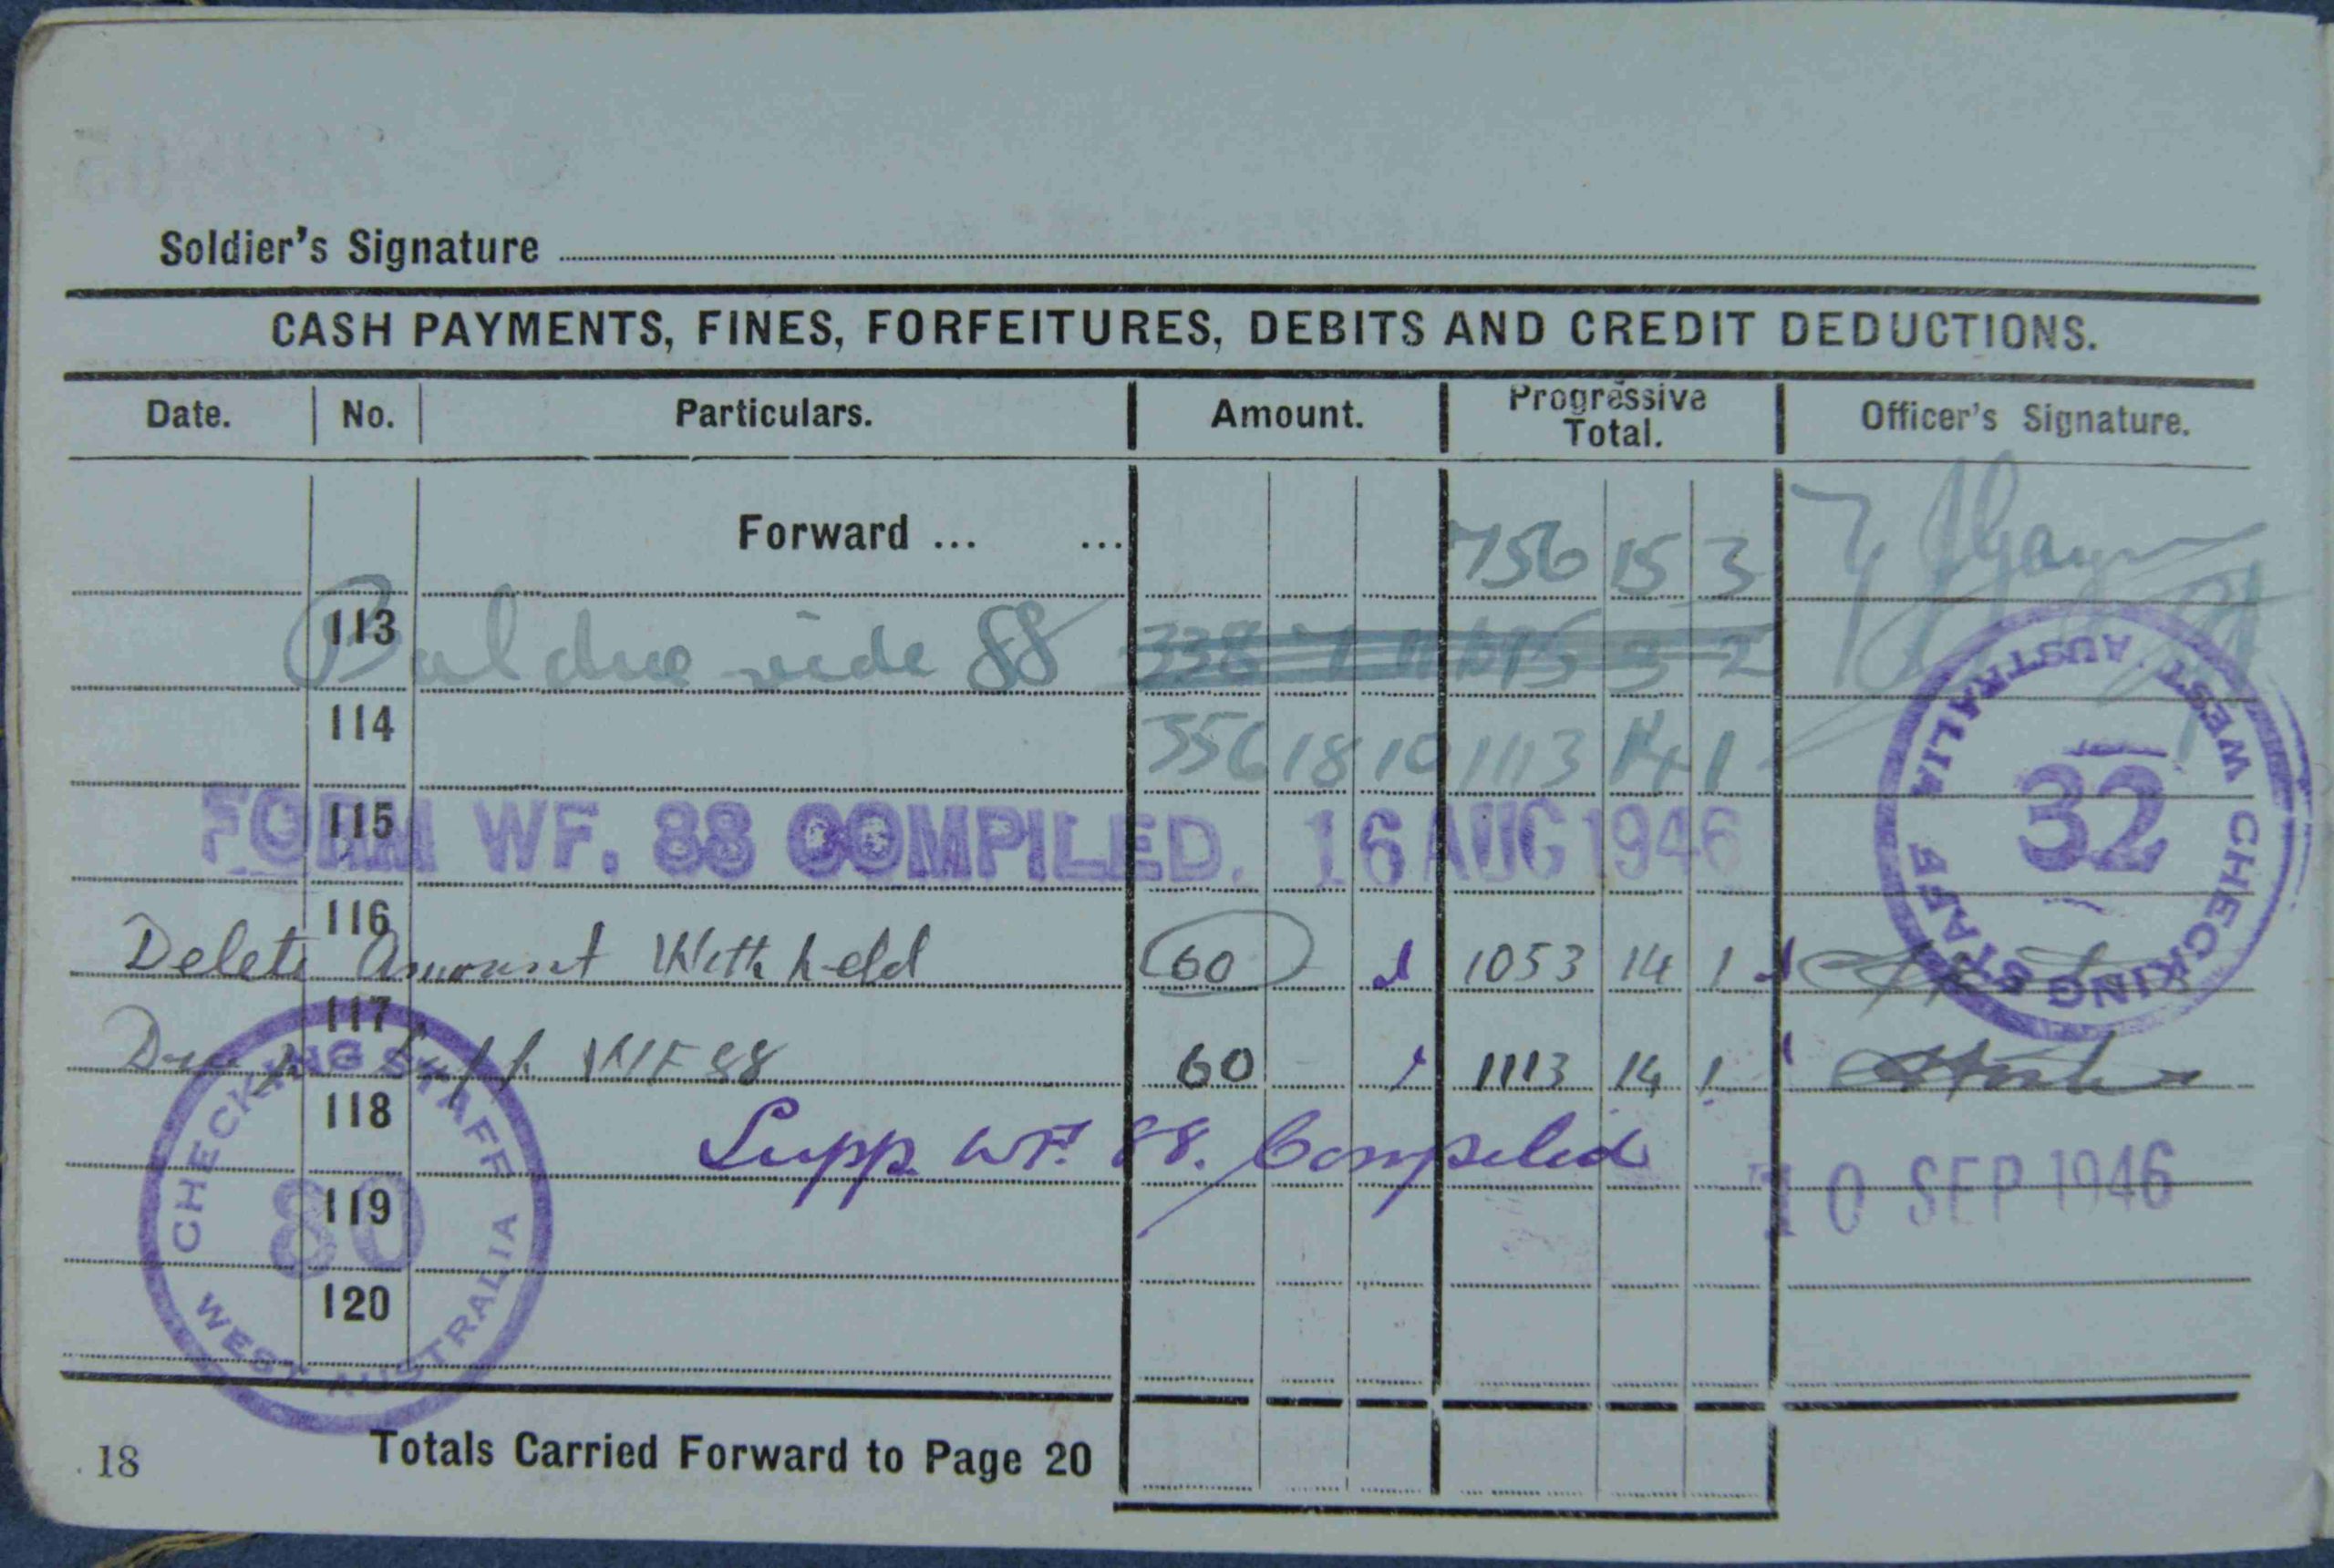 Soldier's Signature
CASH PAYMENTS, FINES, FORFEITURES, DEBITS AND CREDIT DEDUCTIONS.
Date. No. Particulars. Amount. Progressive Total. Officer's Signature.
Forward ... ... 756 15 3
113 Bal due vide 88 338
114 356 18 10 1113 14 1
115 FORM WF. 88 COMPILED. 16 AUG 1946
WEST AUSTRALIA CHECKING STAFF
32
116 Delete Amount Withheld 60 1053 14 1
117 Supp. WF 88 60 - 1113 14 1
118 Supp. WF. 88. Compiled
10 SEP 1946
119
120
CHECKING STAFF
80
WEST AUSTRALIA
18 Totals Carried Forward to Page 20